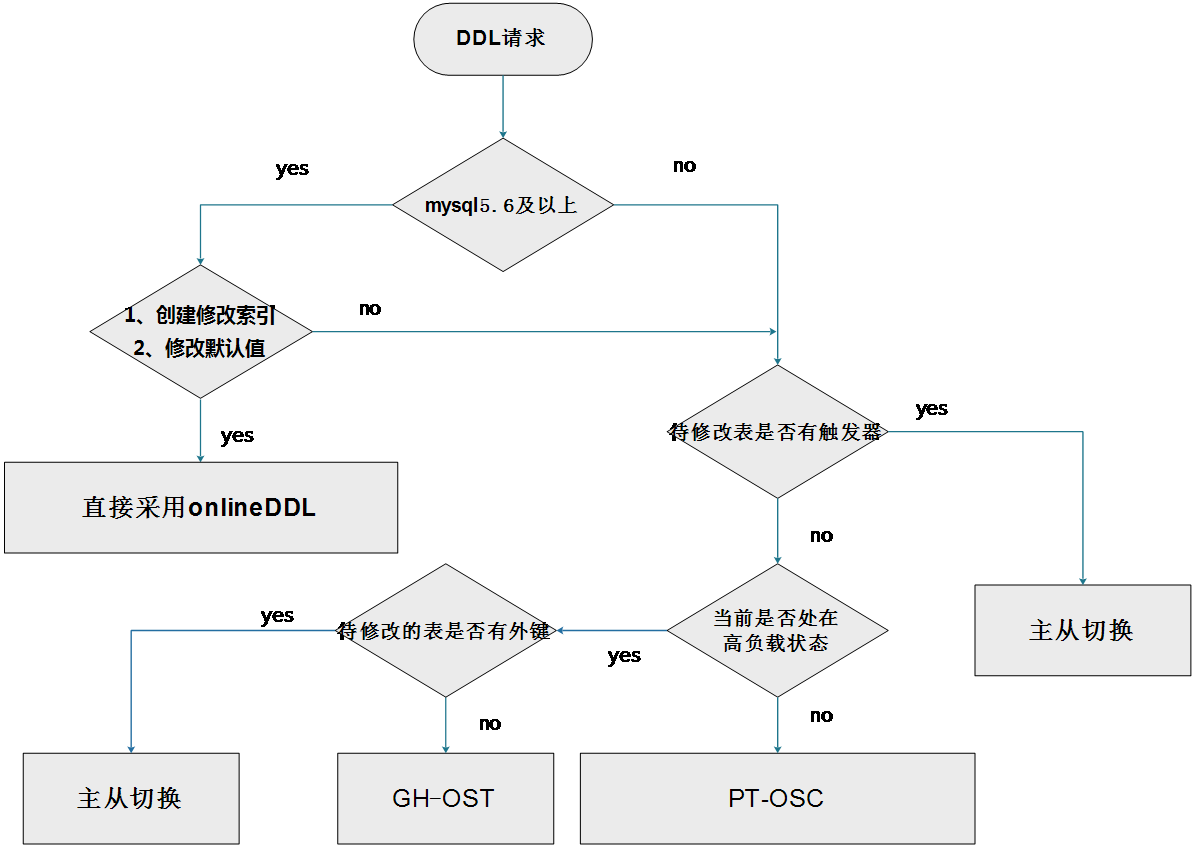 DDL请求
yes
no
mysql5.6及以上
1、创建修改索引
2、修改默认值
no
yes
待修改表是否有触发器
yes
直接采用onlineDDL
no
yes
待修改的表是否有外键
当前是否处在
高负载状态
yes
主从切换
no
no
主从切换
GH-OST
PT-OSC